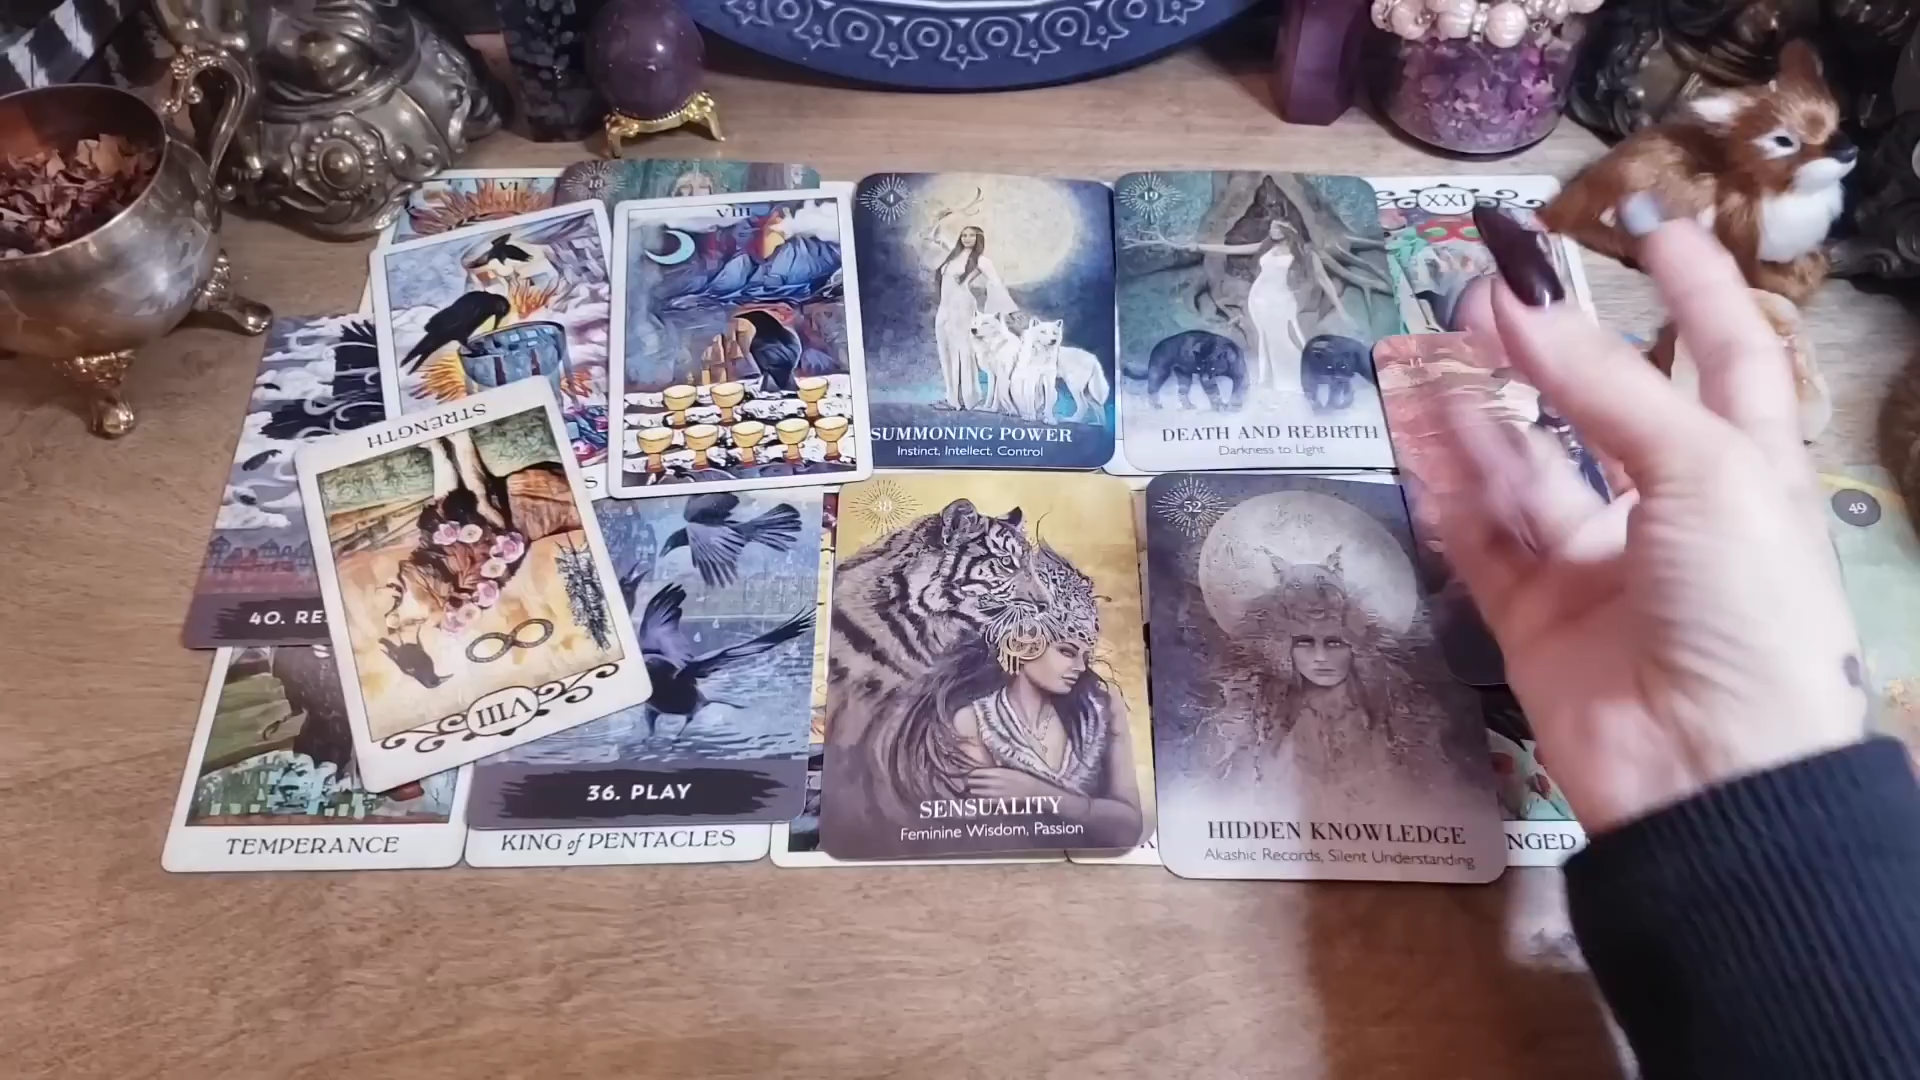 VI
18
VIII
4
19
XXI
SUMMONING POWER
Instinct, Intellect, Control
DEATH AND REBIRTH
Darkness to Light
STRENGTH
38
52
49
40. RE
VIII
36. PLAY
SENSUALITY
Feminine Wisdom, Passion
HIDDEN KNOWLEDGE
Akashic Records, Silent Understanding
TEMPERANCE
KING of PENTACLES
NGED